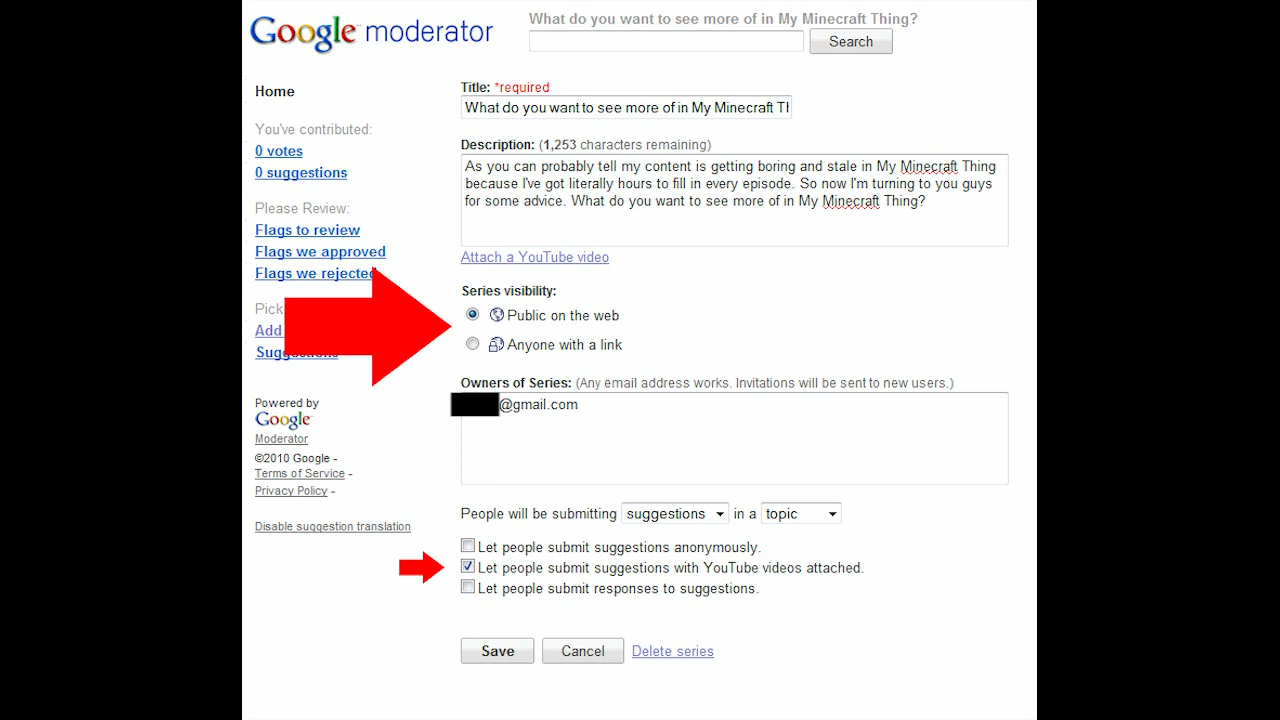 Google moderator
What do you want to see more of in My Minecraft Thing?
Search
Home
You've contributed:
0 votes
0 suggestions
Please Review:
Flags to review
Flags we approved
Flags we rejected
Pick
Add
Suggestions
Powered by
Google
Moderator
©2010 Google -
Terms of Service -
Privacy Policy -
Disable suggestion translation
Title: *required
What do you want to see more of in My Minecraft Th
Description: (1,253 characters remaining)
As you can probably tell my content is getting boring and stale in My Minecraft Thing
because I've got literally hours to fill in every episode. So now I'm turning to you guys
for some advice. What do you want to see more of in My Minecraft Thing?
Attach a YouTube video
Series visibility:
Public on the web
Anyone with a link
Owners of Series: (Any email address works. Invitations will be sent to new users.)
@gmail.com
People will be submitting suggestions in a topic
Let people submit suggestions anonymously.
Let people submit suggestions with YouTube videos attached.
Let people submit responses to suggestions.
Save Cancel Delete series